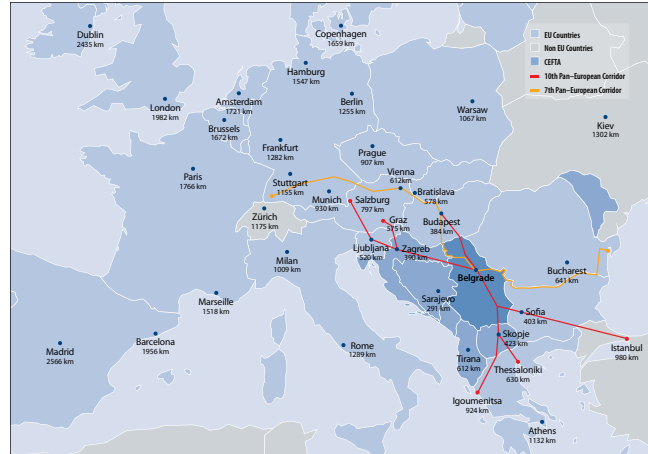 Dublin
2435 km
Copenhagen
1659 km
EU Countries
Non EU Countries
CEFTA
10th Pan–European Corridor
7th Pan–European Corridor
Hamburg
1547 km
London
1982 km
Amsterdam
1721 km
Berlin
1255 km
Warsaw
1067 km
Brussels
1672 km
Kiev
1302 km
Frankfurt
1282 km
Prague
907 km
Paris
1766 km
Stuttgart
1155 km
Vienna
612km
Bratislava
578 km
Munich
930 km
Salzburg
797 km
Zürich
1175 km
Graz
575 km
Budapest
384 km
Ljubljana
520 km
Zagreb
390 km
Milan
1009 km
Belgrade
Bucharest
641 km
Marseille
1518 km
Sarajevo
291 km
Sofia
403 km
Barcelona
1956 km
Madrid
2566 km
Rome
1289 km
Skopje
423 km
Istanbul
980 km
Tirana
612 km
Thessaloniki
630 km
Igoumenitsa
924 km
Athens
1132 km